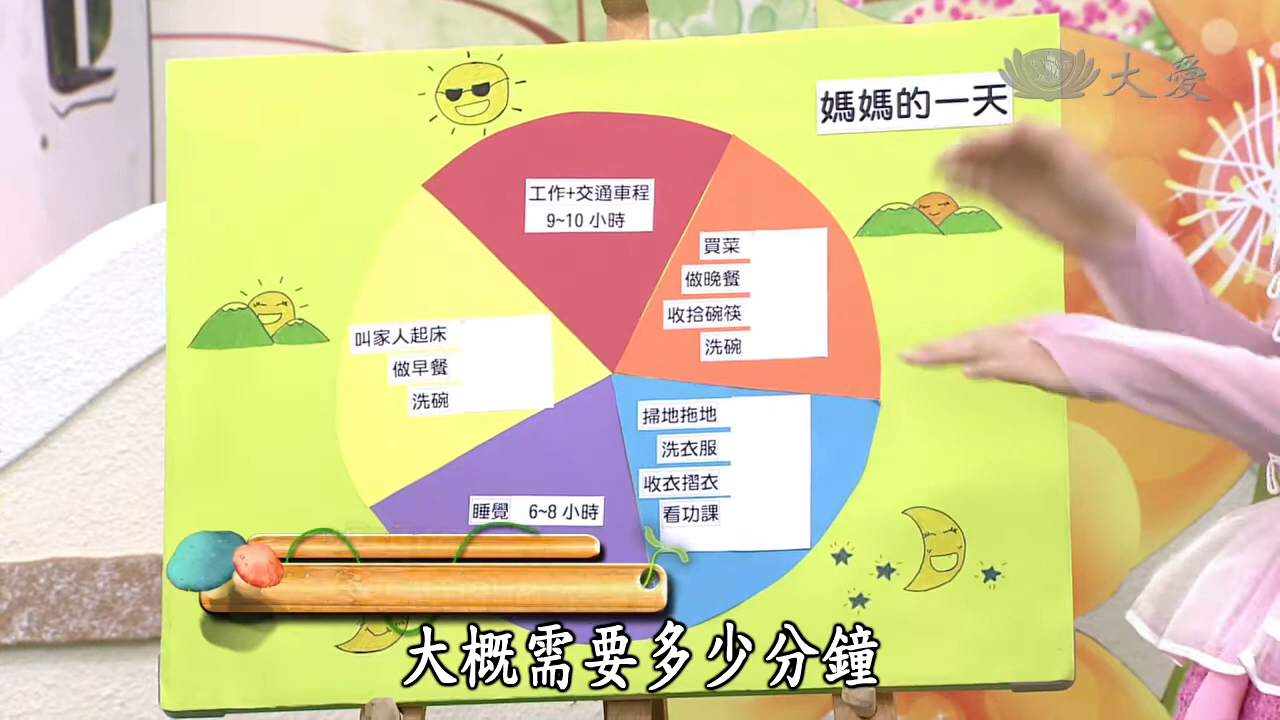 大愛
媽媽的一天
工作+交通車程
9~10 小時
買菜
做晚餐
收拾碗筷
洗碗
叫家人起床
做早餐
洗碗
掃地拖地
洗衣服
收衣摺衣
看功課
睡覺 6~8 小時
大概需要多少分鐘